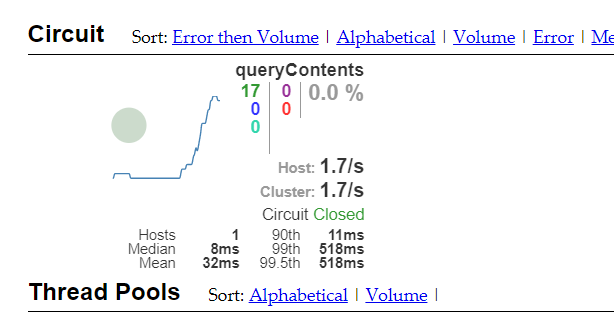 Circuit Sort: Error then Volume | Alphabetical | Volume | Error |
queryContents
17 0 0.0 %
0 0
0
Host: 1.7/s
Cluster: 1.7/s
Circuit Closed
Hosts 1 90th 11ms
Median 8ms 99th 518ms
Mean 32ms 99.5th 518ms
Thread Pools Sort: Alphabetical | Volume |